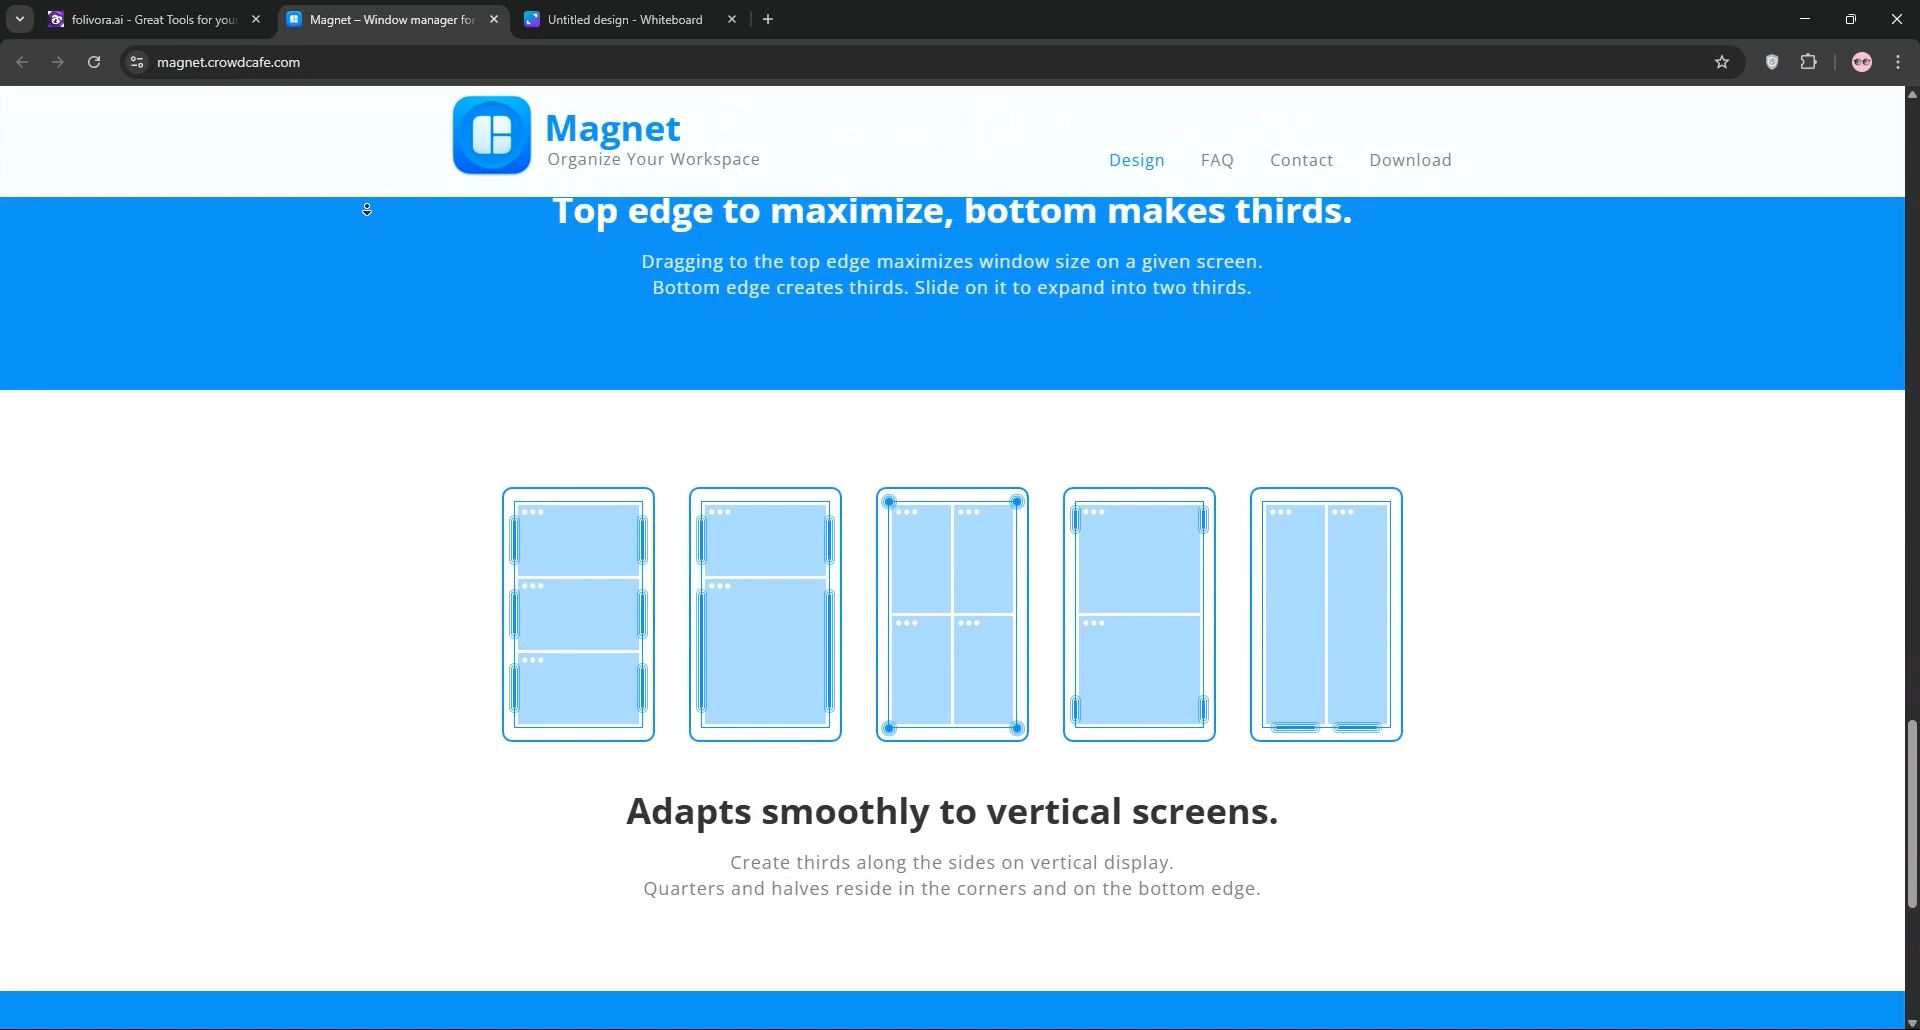 folivora.ai - Great Tools for your
Magnet – Window manager for
Untitled design - Whiteboard
magnet.crowdcafe.com
Magnet
Organize Your Workspace
Design
FAQ
Contact
Download
Top edge to maximize, bottom makes thirds.
Dragging to the top edge maximizes window size on a given screen.
Bottom edge creates thirds. Slide on it to expand into two thirds.
Adapts smoothly to vertical screens.
Create thirds along the sides on vertical display.
Quarters and halves reside in the corners and on the bottom edge.